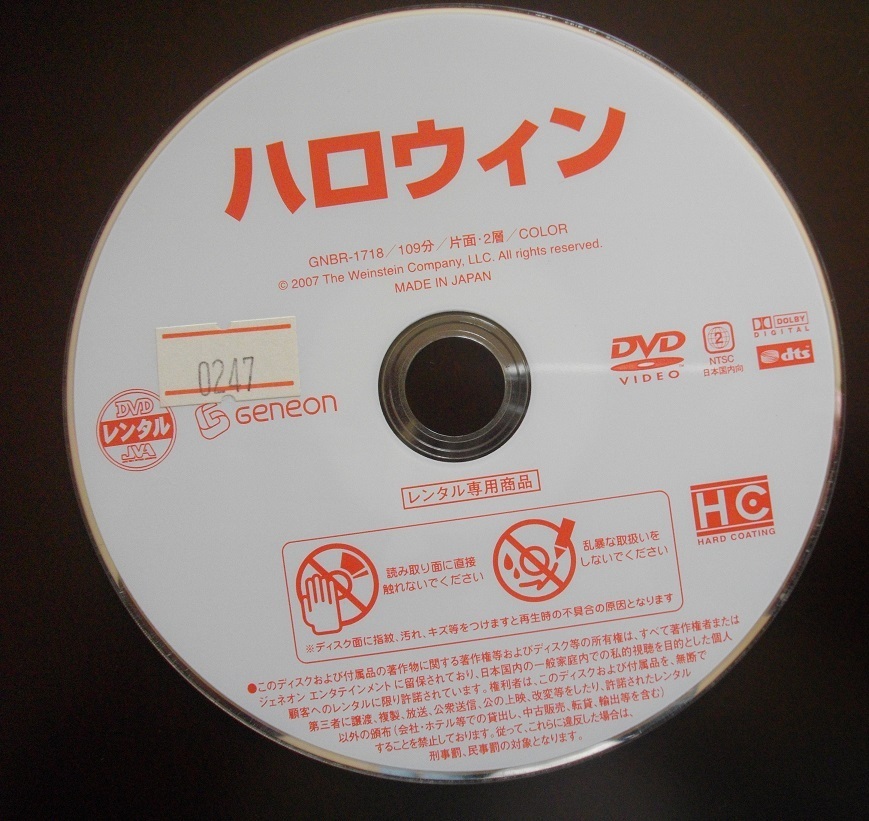 ハロウィン
GNBR-1718／109分／片面・2層／COLOR
© 2007 The Weinstein Company, LLC. All rights reserved.
MADE IN JAPAN
0247
DVD
レンタル
JVA
GENEON
DVD
VIDEO
2
NTSC
日本国内向
DOLBY
DIGITAL
dts
レンタル専用商品
HC
HARD COATING
読み取り面に直接
触れないでください
乱暴な取扱いを
しないでください
※ディスク面に指紋、汚れ、キズ等をつけますと再生時の不具合の原因となります
●このディスクおよび付属品の著作物に関する著作権等およびディスク等の所有権は、すべて著作権者または
ジェネオン エンタテインメントに留保されており、日本国内の一般家庭内での私的視聴を目的とした個人
顧客へのレンタルに限り許諾されています。権利者は、このディスクおよび付属品を、無断で
第三者に譲渡、複製、放送、公衆送信、公の上映、改変等をしたり、許諾されたレンタル
以外の頒布（会社・ホテル等での貸出し、中古販売、転貸、輸出等を含む）
することを禁止しております。従って、これらに違反した場合は、
刑事罰、民事罰の対象となります。